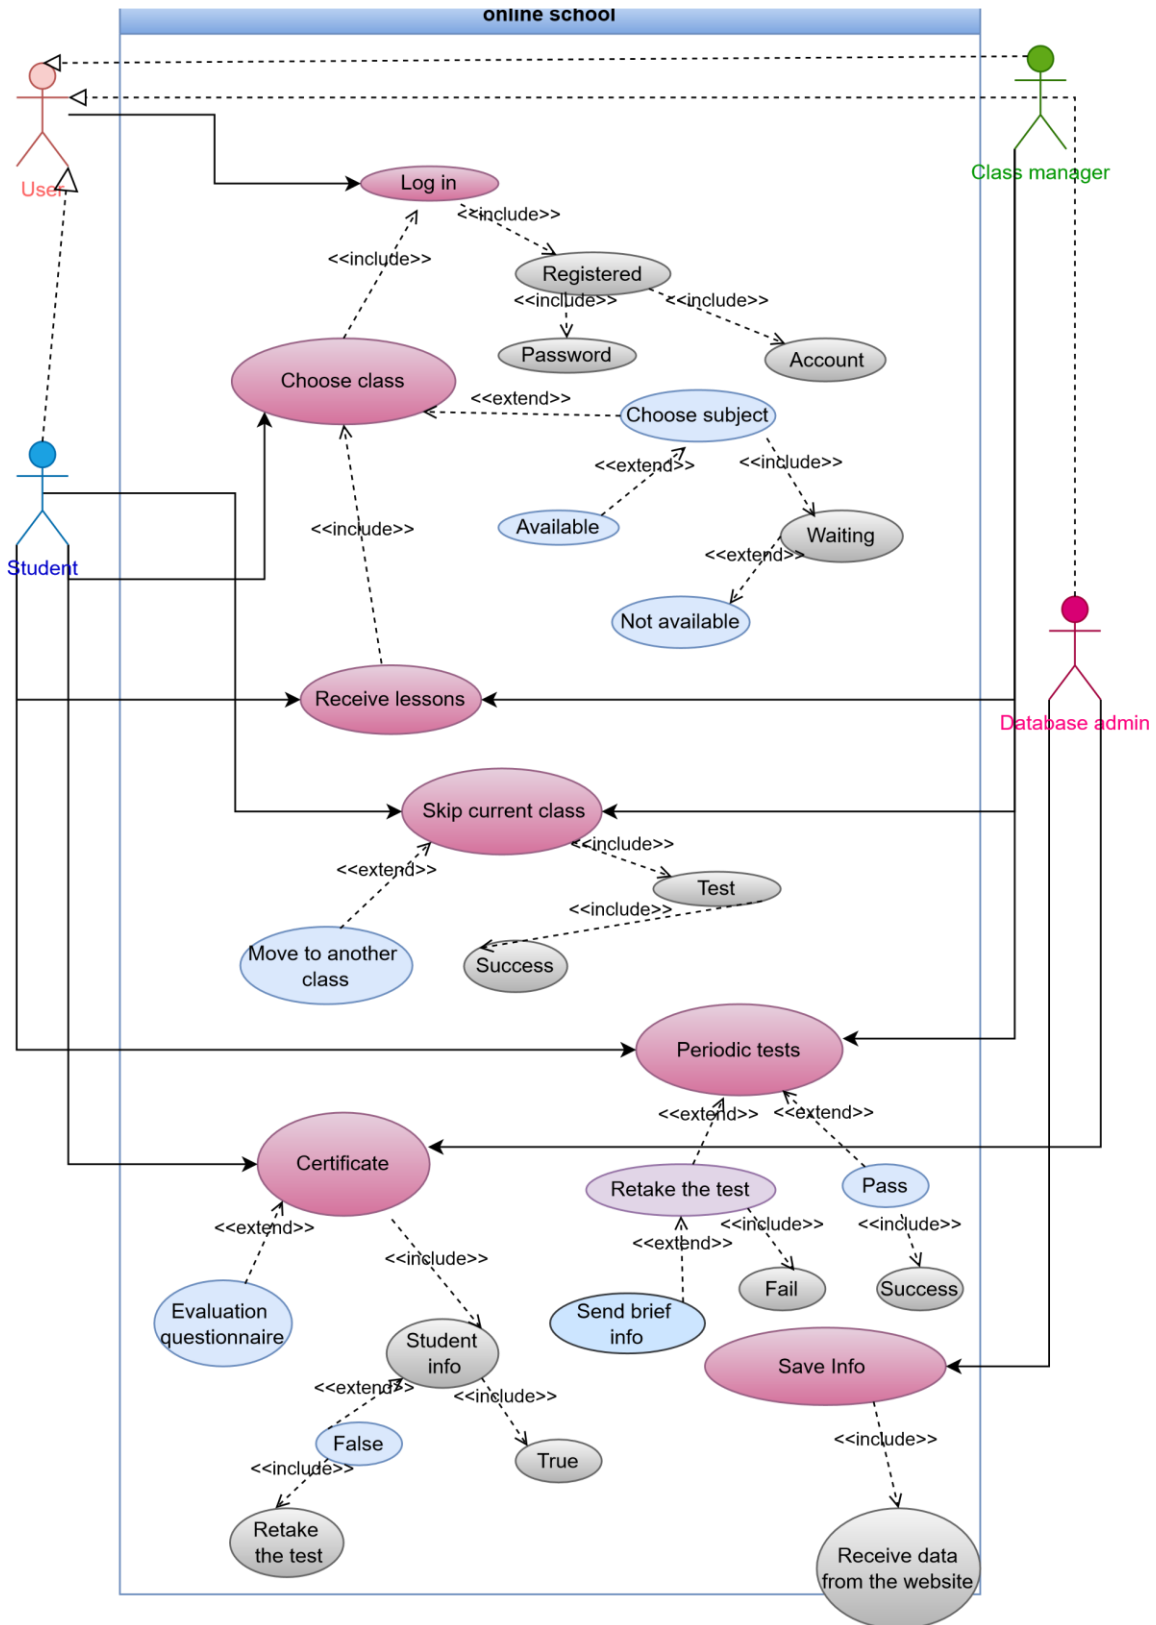 online school
User
Class manager
Log in
<<include>>
<<include>>
Registered
<<include>>
<<include>>
Password
Account
Choose class
<<extend>>
Choose subject
<<extend>>
<<include>>
Available
<<include>>
Waiting
<<extend>>
Student
Not available
Receive lessons
Database admin
Skip current class
<<include>>
<<extend>>
Test
<<include>>
Move to another
class
Success
Periodic tests
<<extend>>
<<extend>>
Certificate
Retake the test
Pass
<<extend>>
<<include>>
<<include>>
<<extend>>
<<include>>
Fail
Success
Evaluation
questionnaire
Send brief
info
Student
info
Save Info
<<extend>>
<<include>>
False
<<include>>
True
<<include>>
Retake
the test
Receive data
from the website